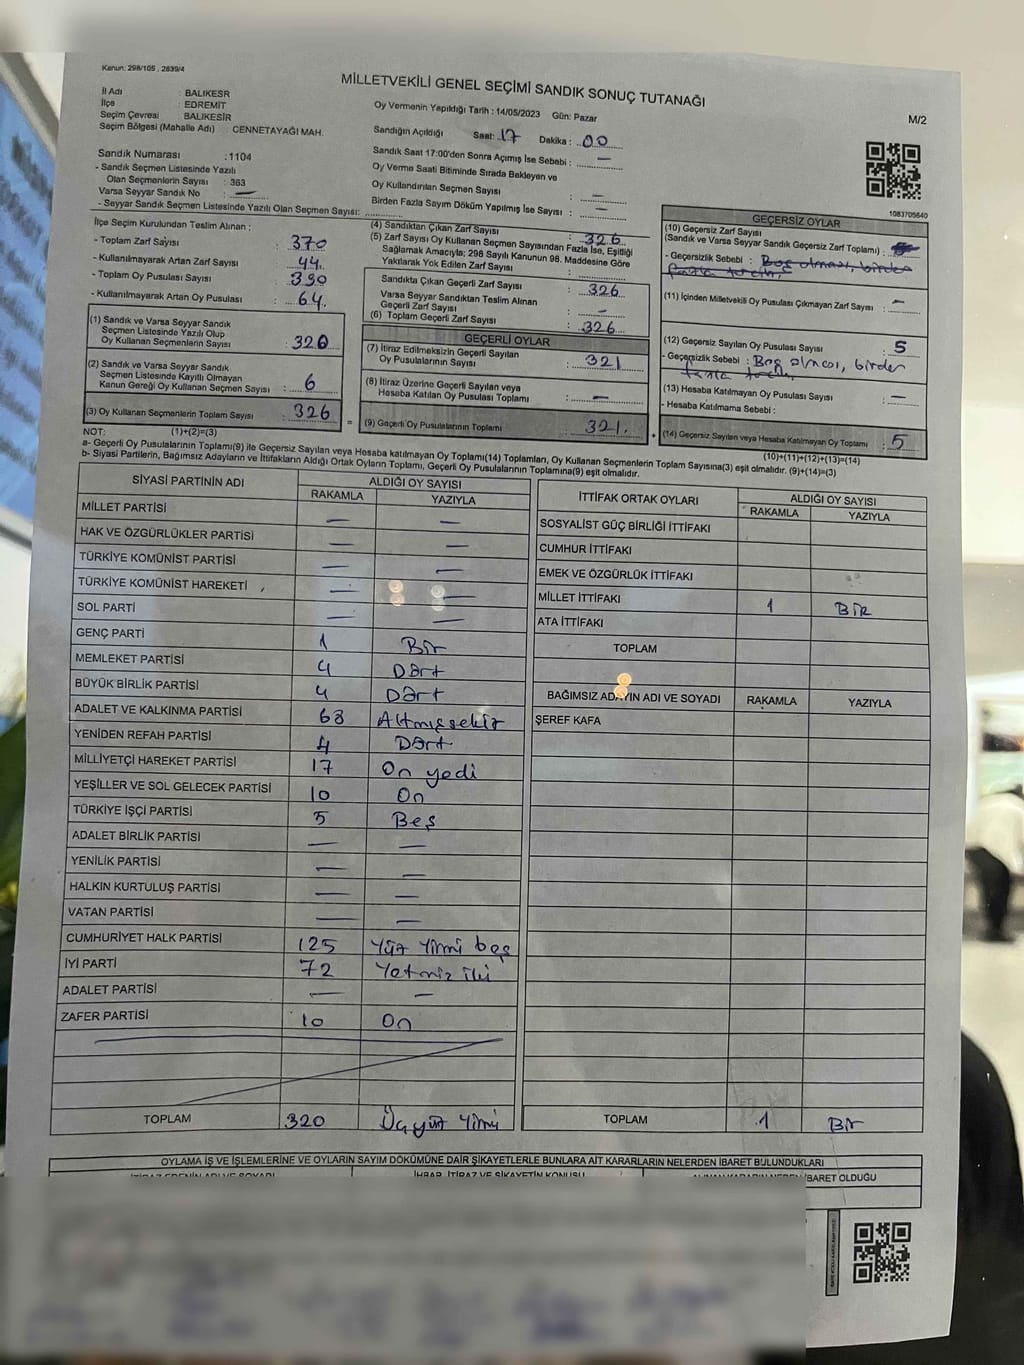 Kanun: 298/105 , 2839/4
MİLLETVEKİLİ GENEL SEÇİMİ SANDIK SONUÇ TUTANAĞI
M/2
İl Adı : BALIKESR
İlçe : EDREMİT
Seçim Çevresi BALIKESİR
Seçim Bölgesi (Mahalle Adı) : CENNETAYAĞI MAH.
Sandık Numarası : 1104
- Sandık Seçmen Listesinde Yazılı
Olan Seçmenlerin Sayısı : 363
Varsa Seyyar Sandık No : —
- Seyyar Sandık Seçmen Listesinde Yazılı Olan Seçmen Sayısı: ............
Oy Vermenin Yapıldığı Tarih : 14/05/2023 Gün: Pazar
Sandığın Açıldığı Saat: 17 Dakika : 00
Sandık Saat 17:00'den Sonra Açımış İse Sebebi : —
Oy Verme Saati Bitiminde Sırada Bekleyen ve
Oy Kullandırılan Seçmen Sayısı : —
Birden Fazla Sayım Döküm Yapılmış İse Sayısı : —
1083705640
İlçe Seçim Kurulundan Teslim Alınan :
- Toplam Zarf Sayısı : 370
- Kullanılmayarak Artan Zarf Sayısı : 44
- Toplam Oy Pusulası Sayısı : 390
- Kullanılmayarak Artan Oy Pusulası : 64
(1) Sandık ve Varsa Seyyar Sandık
Seçmen Listesinde Yazılı Olup
Oy Kullanan Seçmenlerin Sayısı : 320
(2) Sandık ve Varsa Seyyar Sandık
Seçmen Listesinde Kayıtlı Olmayan
Kanun Gereği Oy Kullanan Seçmen Sayısı : 6
(3) Oy Kullanan Seçmenlerin Toplam Sayısı : 326
(4) Sandıktan Çıkan Zarf Sayısı : 326
(5) Zarf Sayısı Oy Kullanan Seçmen Sayısından Fazla İse, Eşitliği
Sağlamak Amacıyla; 298 Sayılı Kanunun 98. Maddesine Göre
Yakılarak Yok Edilen Zarf Sayısı :
Sandıkta Çıkan Geçerli Zarf Sayısı : 326
Varsa Seyyar Sandıktan Teslim Alınan
Geçerli Zarf Sayısı : —
(6) Toplam Geçerli Zarf Sayısı : 326
GEÇERLİ OYLAR
(7) İtiraz Edilmeksizin Geçerli Sayılan
Oy Pusulalarının Sayısı : 321
(8) İtiraz Üzerine Geçerli Sayılan veya
Hesaba Katılan Oy Pusulası Toplamı : —
= (9) Geçerli Oy Pusulalarının Toplamı : 321
GEÇERSİZ OYLAR
(10) Geçersiz Zarf Sayısı
(Sandık ve Varsa Seyyar Sandık Geçersiz Zarf Toplamı) :
- Geçersizlik Sebebi : Boş olması, birden
fazla tercih,
(11) İçinden Milletvekili Oy Pusulası Çıkmayan Zarf Sayısı : —
(12) Geçersiz Sayılan Oy Pusulası Sayısı : 5
- Geçersizlik Sebebi : Boş olması, birden
fazla tercih,
(13) Hesaba Katılmayan Oy Pusulası Sayısı : —
- Hesaba Katılmama Sebebi :
+ (14) Geçersiz Sayılan veya Hesaba Katılmayan Oy Toplamı : 5
NOT: (1)+(2)=(3) (10)+(11)+(12)+(13)=(14)
a- Geçerli Oy Pusulalarının Toplamı(9) ile Geçersiz Sayılan veya Hesaba katılmayan Oy Toplamı(14) Toplamları, Oy Kullanan Seçmenlerin Toplam Sayısına(3) eşit olmalıdır. (9)+(14)=(3)
b- Siyasi Partilerin, Bağımsız Adayların ve İttifakların Aldığı Ortak Oyların Toplamı, Geçerli Oy Pusulalarının Toplamına(9) eşit olmalıdır.
SİYASİ PARTİNİN ADI ALDIĞI OY SAYISI
RAKAMLA YAZIYLA
MİLLET PARTİSİ — —
HAK VE ÖZGÜRLÜKLER PARTİSİ — —
TÜRKİYE KOMÜNİST PARTİSİ — —
TÜRKİYE KOMÜNİST HAREKETİ — —
SOL PARTİ — —
GENÇ PARTİ 1 Bir
MEMLEKET PARTİSİ 4 Dört
BÜYÜK BİRLİK PARTİSİ 4 Dört
ADALET VE KALKINMA PARTİSİ 68 Altmışsekiz
YENİDEN REFAH PARTİSİ 4 Dört
MİLLİYETÇİ HAREKET PARTİSİ 17 On yedi
YEŞİLLER VE SOL GELECEK PARTİSİ 10 On
TÜRKİYE İŞÇİ PARTİSİ 5 Beş
ADALET BİRLİK PARTİSİ — —
YENİLİK PARTİSİ — —
HALKIN KURTULUŞ PARTİSİ — —
VATAN PARTİSİ — —
CUMHURİYET HALK PARTİSİ 125 Yüz Yirmi beş
İYİ PARTİ 72 Yetmiz iki
ADALET PARTİSİ — —
ZAFER PARTİSİ 10 On
TOPLAM 320 Üçyüz Yirmi
İTTİFAK ORTAK OYLARI ALDIĞI OY SAYISI
RAKAMLA YAZIYLA
SOSYALİST GÜÇ BİRLİĞİ İTTİFAKI
CUMHUR İTTİFAKI
EMEK VE ÖZGÜRLÜK İTTİFAKI
MİLLET İTTİFAKI 1 BİR
ATA İTTİFAKI
TOPLAM
BAĞIMSIZ ADAYIN ADI VE SOYADI RAKAMLA YAZIYLA
ŞEREF KAFA
TOPLAM 1 Bir
OYLAMA İŞ VE İŞLEMLERİNE VE OYLARIN SAYIM DÖKÜMÜNE DAİR ŞİKAYETLERLE BUNLARA AİT KARARLARIN NELERDEN İBARET BULUNDUKLARI
İTİRAZ EDENİN ADI VE SOYADI İHBAR, İTİRAZ VE ŞİKAYETİN KONUSU İBARET OLDUĞU